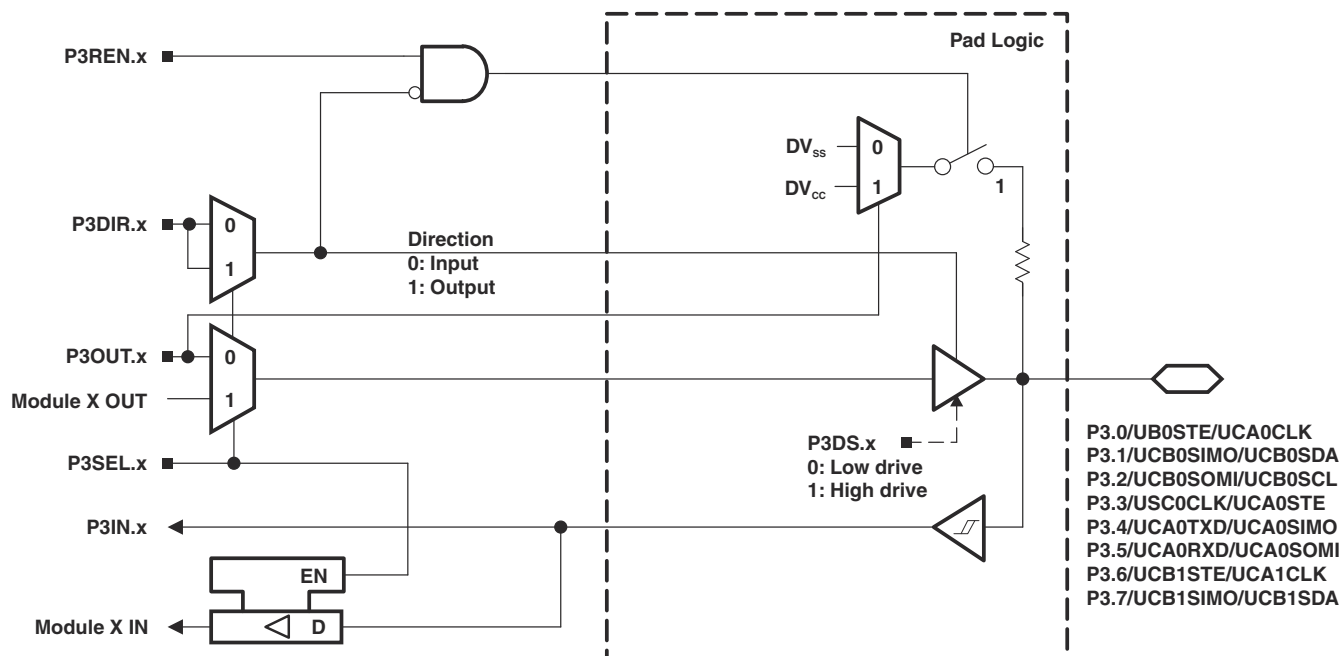 Pad Logic
P3REN.x
DVSS
0
DVCC
1
1
P3DIR.x
0
1
Direction
0: Input
1: Output
P3OUT.x
0
Module X OUT
1
P3DS.x
0: Low drive
1: High drive
P3SEL.x
P3IN.x
EN
D
Module X IN
P3.0/UB0STE/UCA0CLK
P3.1/UCB0SIMO/UCB0SDA
P3.2/UCB0SOMI/UCB0SCL
P3.3/USC0CLK/UCA0STE
P3.4/UCA0TXD/UCA0SIMO
P3.5/UCA0RXD/UCA0SOMI
P3.6/UCB1STE/UCA1CLK
P3.7/UCB1SIMO/UCB1SDA